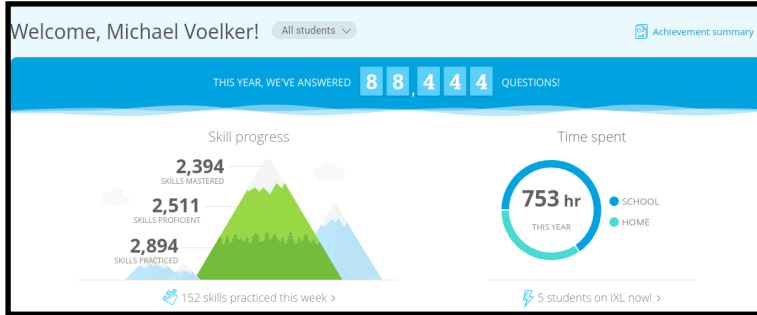 Welcome, Michael Voelker!
All students
Achievement summary
THIS YEAR, WE'VE ANSWERED 88,444 QUESTIONS!
Skill progress
2,394
SKILLS MASTERED
2,511
SKILLS PROFICIENT
2,894
SKILLS PRACTICED
152 skills practiced this week >
Time spent
753 hr
THIS YEAR
SCHOOL
HOME
5 students on IXL now! >